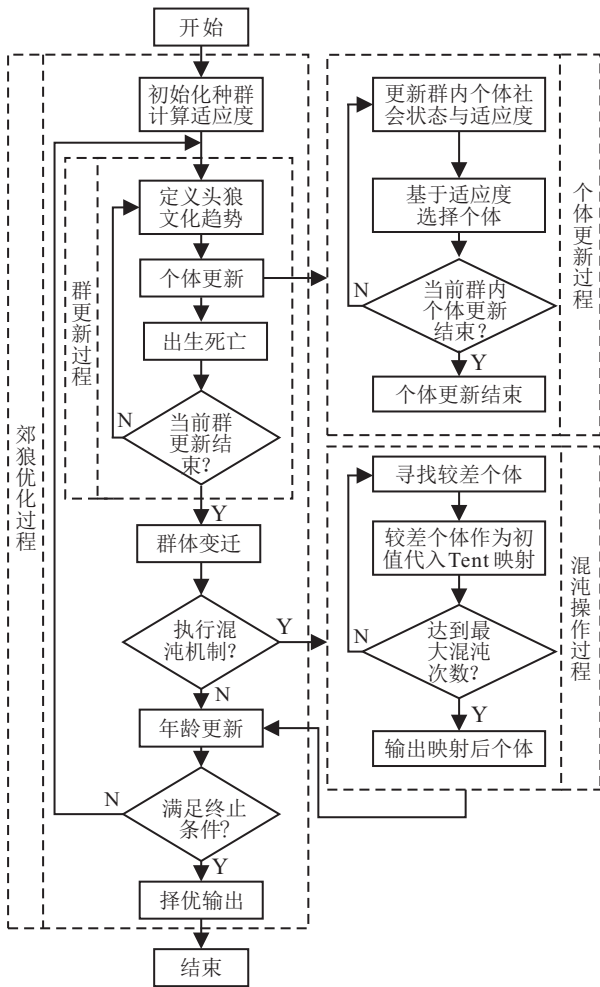 开始
初始化种群
计算适应度
定义头狼
文化趋势
个体更新
出生死亡
N
当前群
更新结
束?
Y
群更新过程
群体变迁
执行混
沌机制?
Y
N
年龄更新
N
满足终止
条件?
Y
择优输出
结束
郊狼优化过程
更新群内个体社
会状态与适应度
基于适应度
选择个体
N
当前群内
个体更新
结束?
Y
个体更新结束
个体更新过程
寻找较差个体
较差个体作为初
值代入Tent映射
N
达到最
大混沌
次数?
Y
输出映射后个体
混沌操作过程